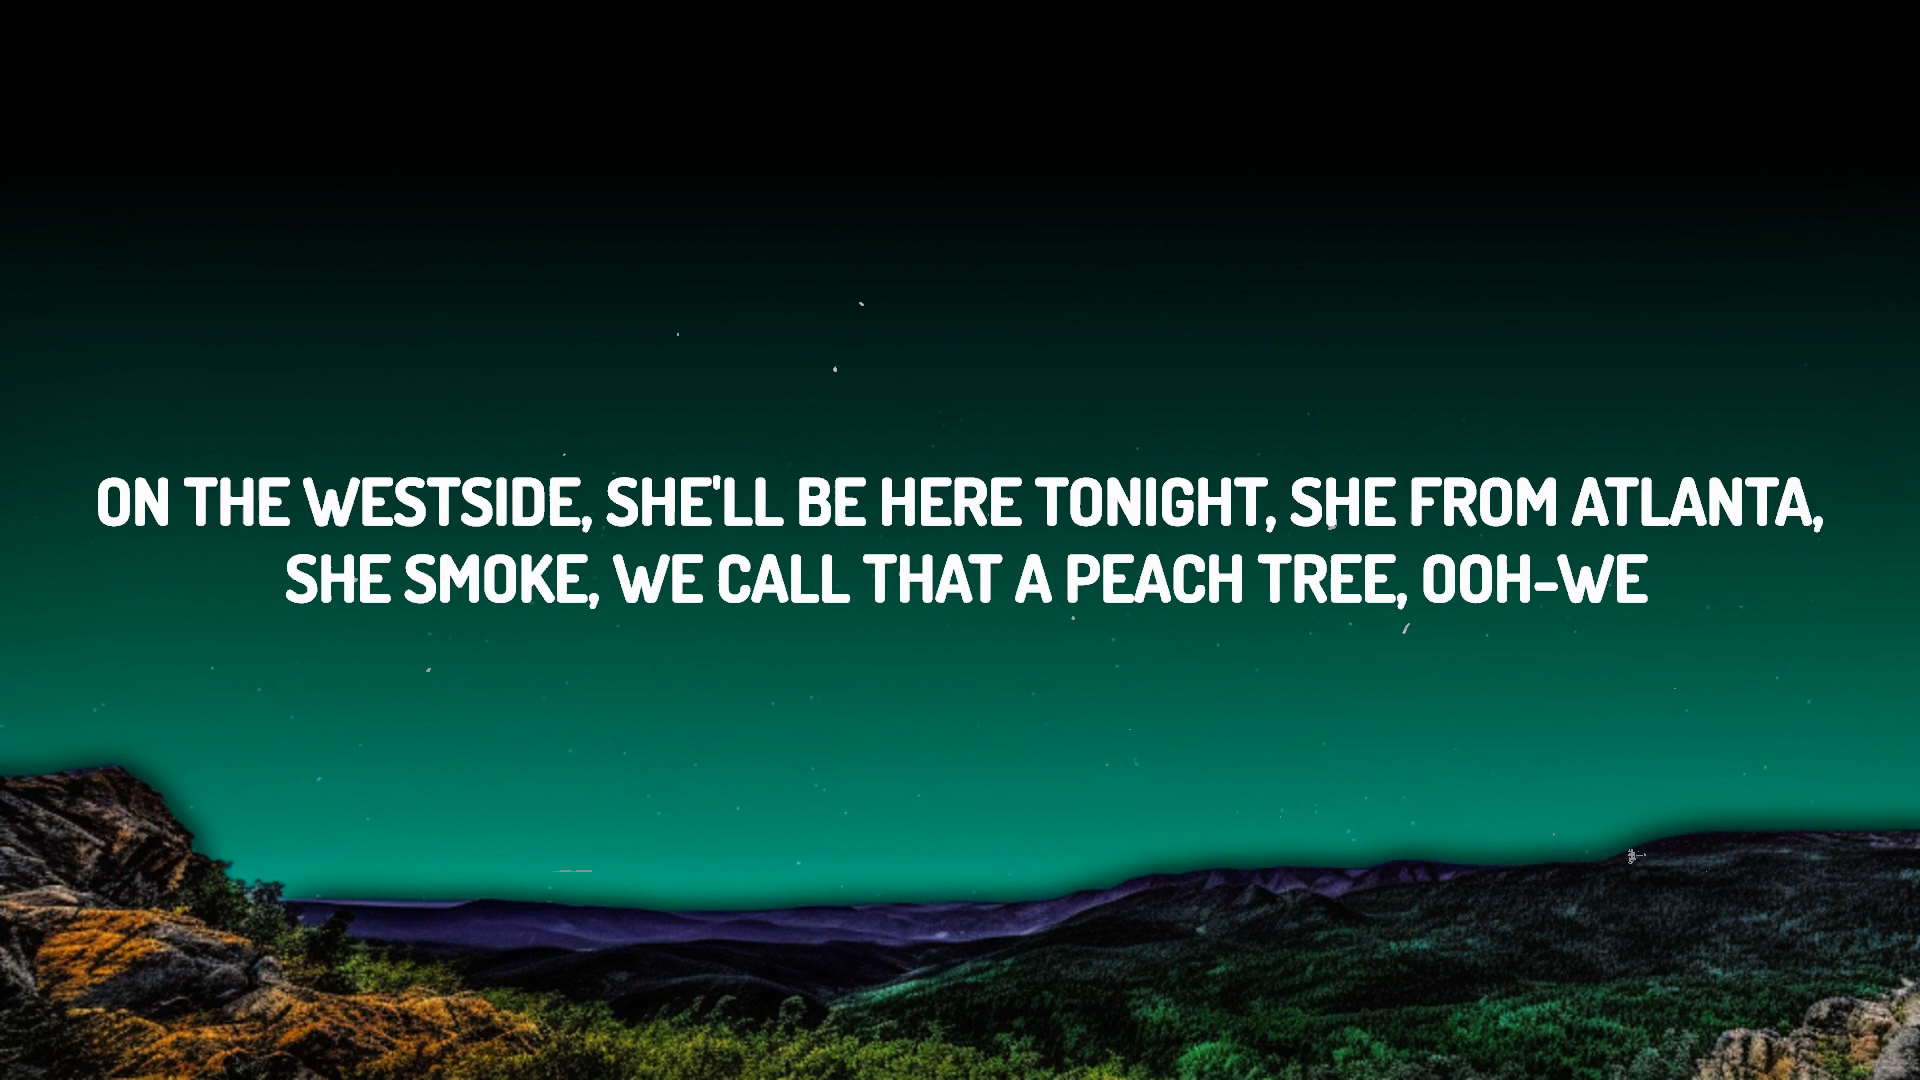 ON THE WESTSIDE, SHE'LL BE HERE TONIGHT, SHE FROM ATLANTA,
SHE SMOKE, WE CALL THAT A PEACH TREE, OOH-WE